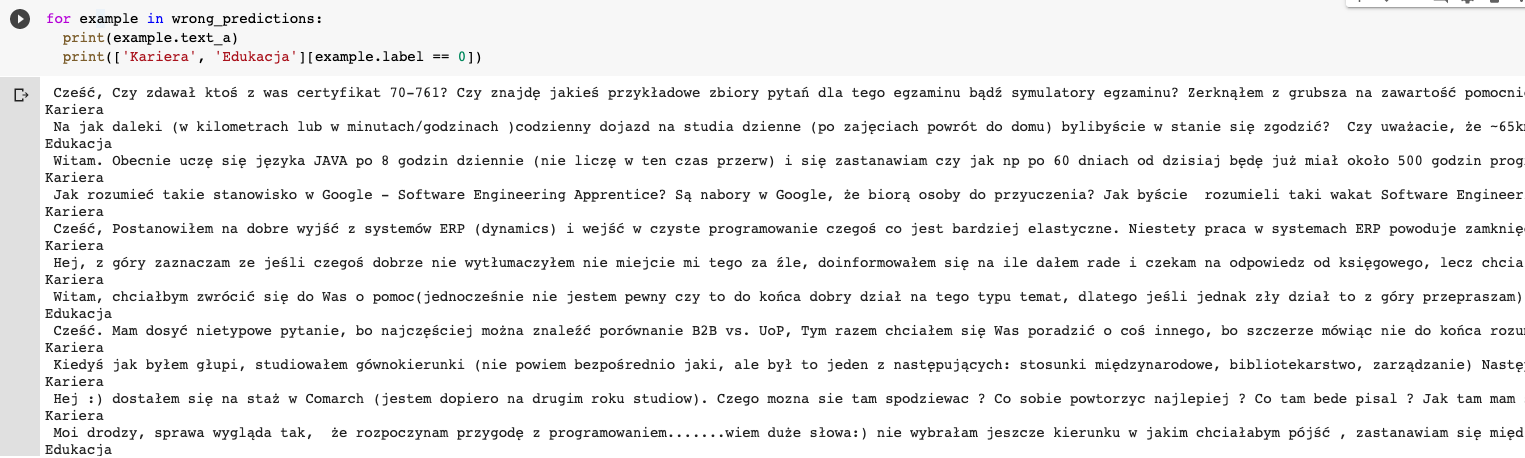 for example in wrong_predictions:
print(example.text_a)
print(['Kariera', 'Edukacja'][example.label == 0])
Cześć, Czy zdawał ktoś z was certyfikat 70-761? Czy znajdę jakieś przykładowe zbiory pytań dla tego egzaminu bądź symulatory egzaminu? Zerknąłem z grubsza na zawartość
Kariera
Na jak daleki (w kilometrach lub w minutach/godzinach )codzienny dojazd na studia dzienne (po zajęciach powrót do domu) bylibyście w stanie się zgodzić? Czy uważacie, że
Edukacja
Witam. Obecnie uczę się języka JAVA po 8 godzin dziennie (nie liczę w ten czas przerw) i się zastanawiam czy jak np po 60 dniach od dzisiaj będę już miał około 500 godzin
Kariera
Jak rozumieć takie stanowisko w Google - Software Engineering Apprentice? Są nabory w Google, że biorą osoby do przyuczenia? Jak byście rozumieli taki wakat Software
Kariera
Cześć, Postanowiłem na dobre wyjść z systemów ERP (dynamics) i wejść w czyste programowanie czegoś co jest bardziej elastyczne. Niestety praca w systemach ERP powoduje
Kariera
Hej, z góry zaznaczam ze jeśli czegoś dobrze nie wytłumaczyłem nie miejcie mi tego za źle, doinformowałem się na ile dałem rade i czekam na odpowiedz od księgowego, lecz
Kariera
Witam, chciałbym zwrócić się do Was o pomoc(jednocześnie nie jestem pewny czy to do końca dobry dział na tego typu temat, dlatego jeśli jednak zły dział to z góry przepraszam)
Edukacja
Cześć. Mam dosyć nietypowe pytanie, bo najczęściej można znaleźć porównanie B2B vs. UoP, Tym razem chciałem się Was poradzić o coś innego, bo szczerze mówiąc nie do końca
Kariera
Kiedyś jak byłem głupi, studiowałem gównokierunki (nie powiem bezpośrednio jaki, ale był to jeden z następujących: stosunki międzynarodowe, bibliotekarstwo, zarządzanie)
Kariera
Hej :) dostałem się na staż w Comarch (jestem dopiero na drugim roku studiow). Czego mozna sie tam spodziewac ? Co sobie powtorzyc najlepiej ? Co tam bede pisal ? Jak tam mam
Kariera
Moi drodzy, sprawa wygląda tak, że rozpoczynam przygodę z programowaniem.......wiem duże słowa:) nie wybrałam jeszcze kierunku w jakim chciałabym pójść , zastanawiam się
Edukacja